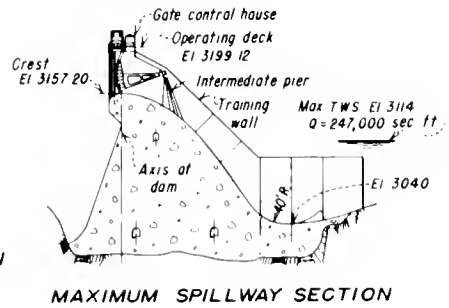 Gate control house
Operating deck
El 3199 12
Crest
El 3157 20
Intermediate pier
Training
wall
Max TWS El 3114
Q = 247,000 sec ft
Axis of
dam
40' R.
El 3040
MAXIMUM SPILLWAY SECTION